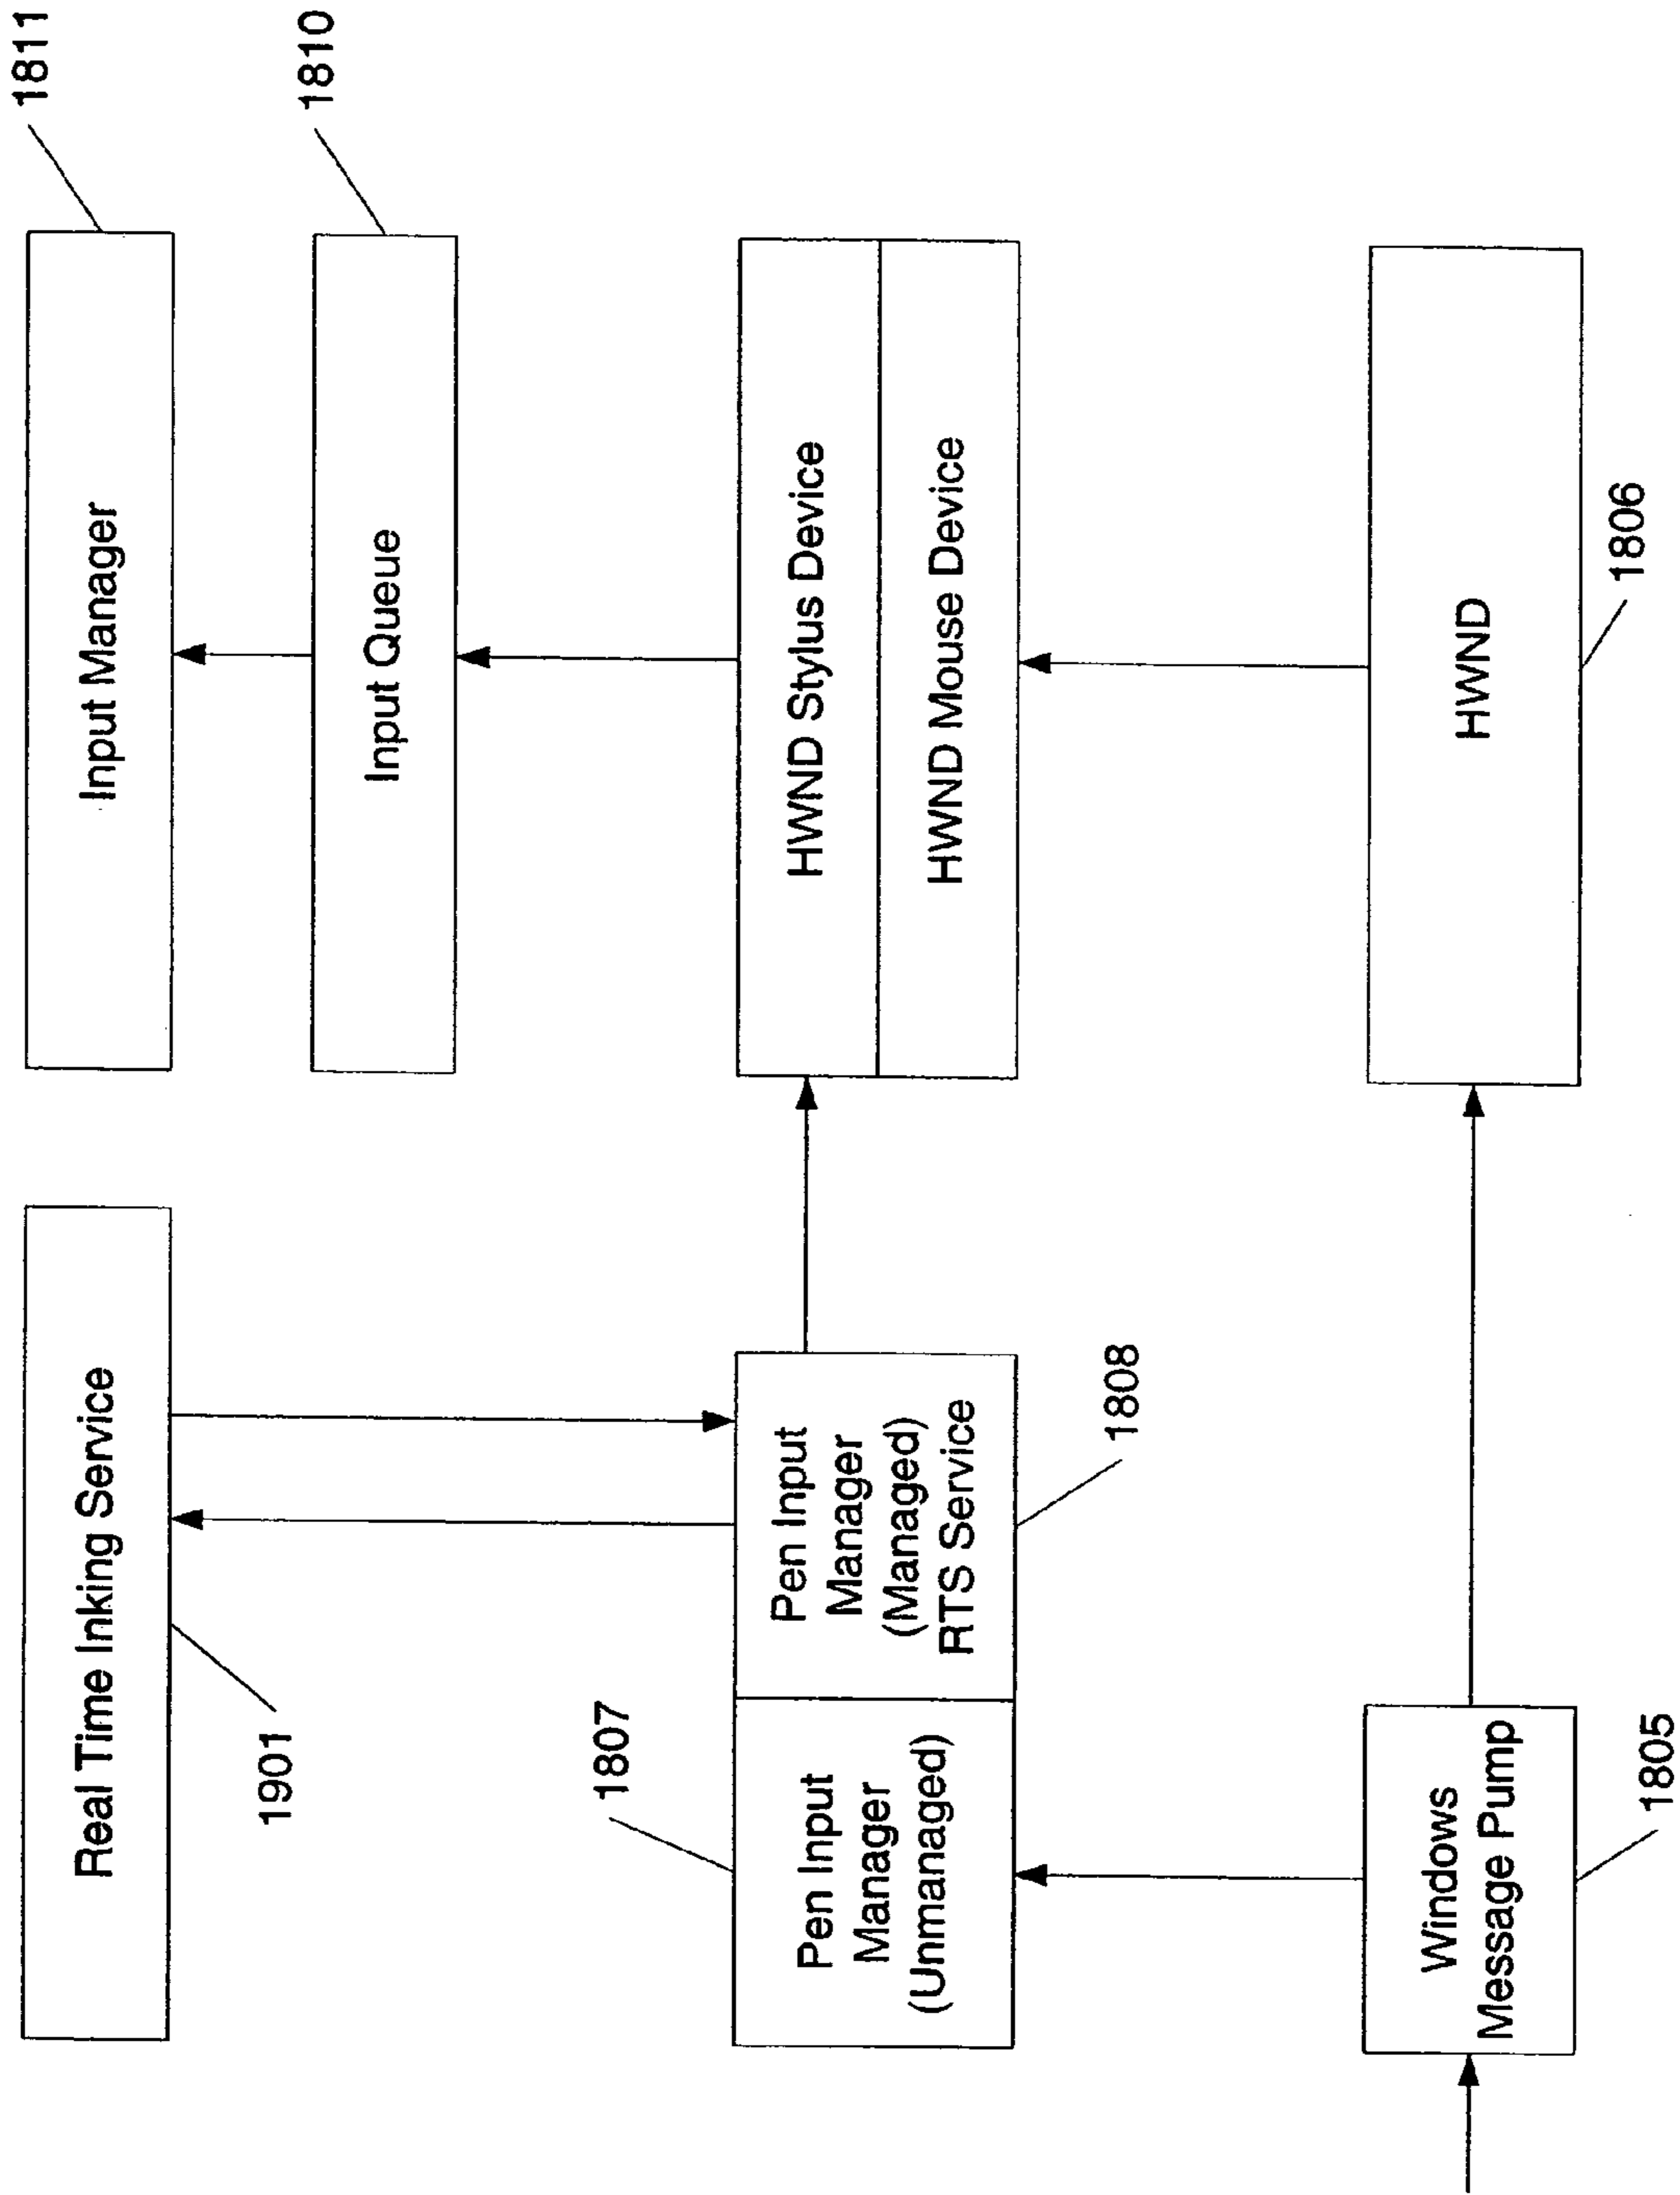 Real Time Inking Service
1901
Input Manager
1811
Input Queue
1810
1807
Pen Input
Manager
(Unmanaged)
Pen Input
Manager
(Managed)
RTS Service
1808
HWND Stylus Device
HWND Mouse Device
Windows
Message Pump
1805
HWND
1806